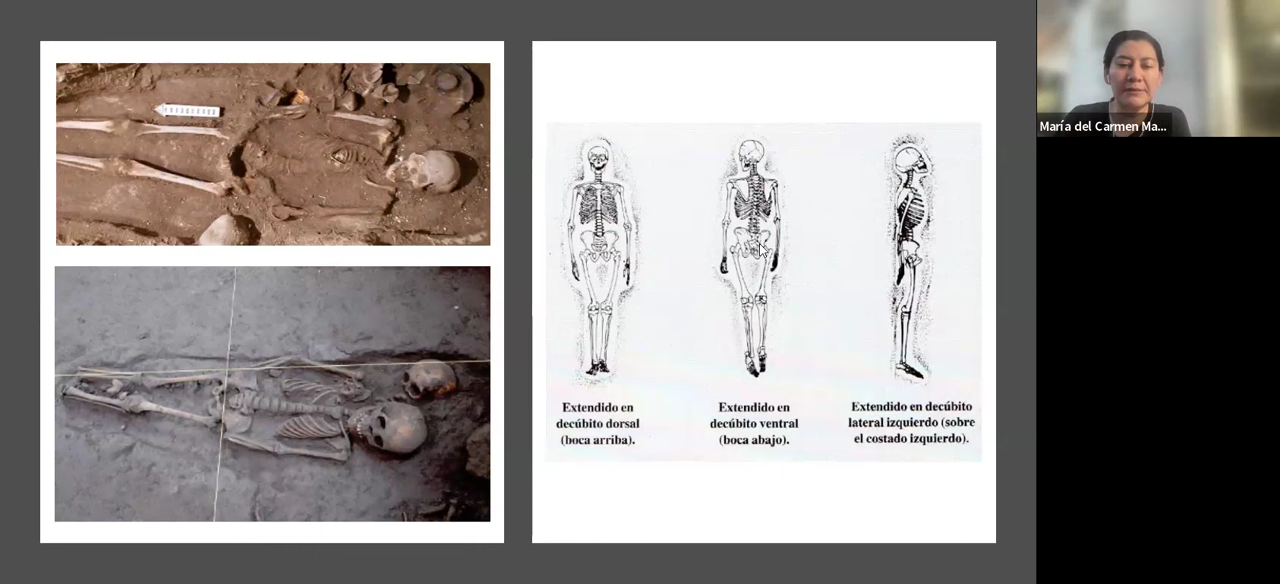 María del Carmen Ma...
Extendido en
decúbito dorsal
(boca arriba).
Extendido en
decúbito ventral
(boca abajo).
Extendido en decúbito
lateral izquierdo (sobre
el costado izquierdo).